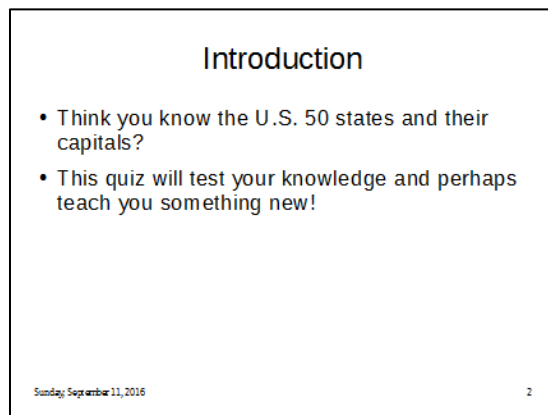 Introduction
• Think you know the U.S. 50 states and their
capitals?
• This quiz will test your knowledge and perhaps
teach you something new!
Sunday, September 11, 2016
2